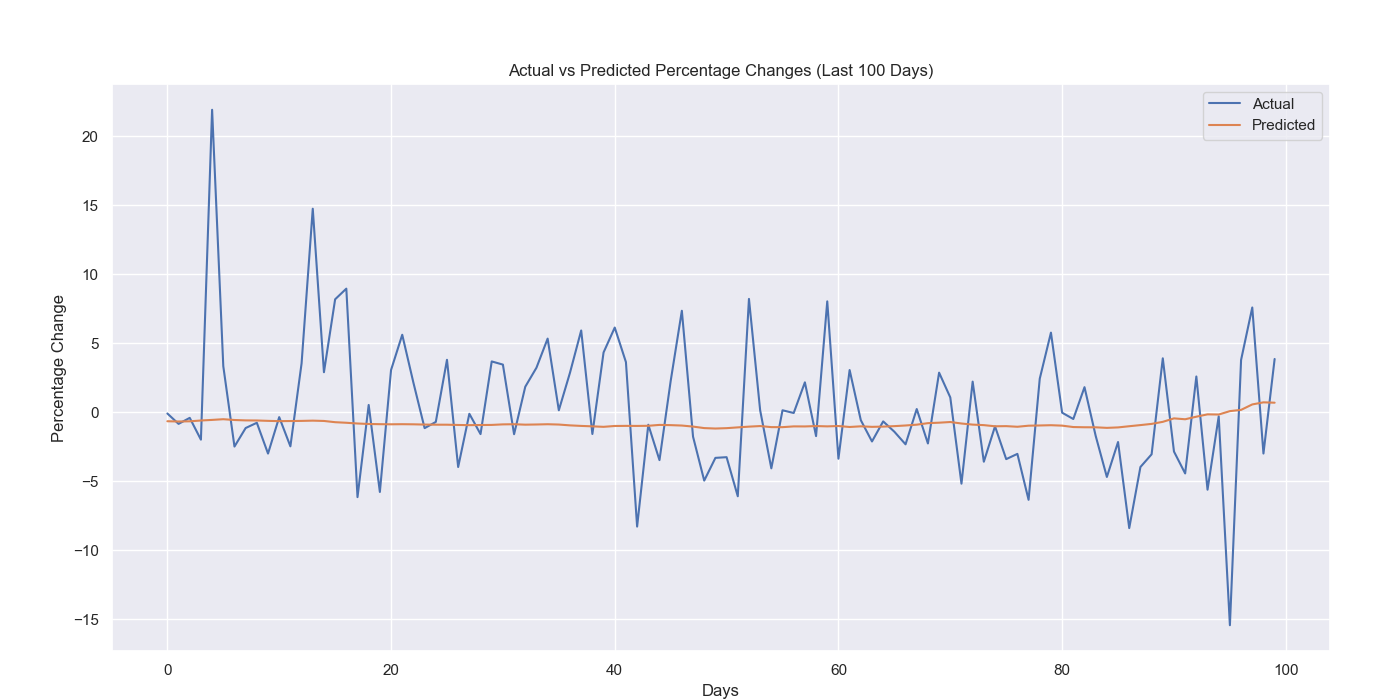 Actual vs Predicted Percentage Changes (Last 100 Days)
Actual
Predicted
Percentage Change
20
15
10
5
0
−5
−10
−15
0
20
40
60
80
100
Days